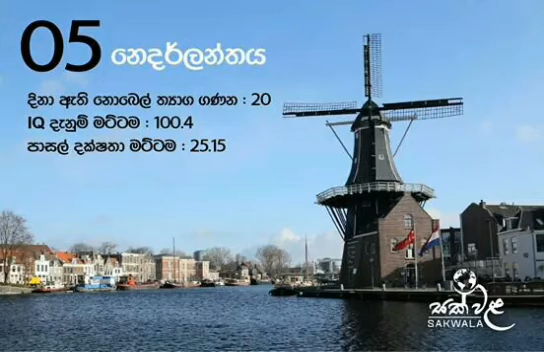 05 නෙදර්ලන්තය
දිනා ඇති නොබෙල් ත්‍යාග ගණන : 20
IQ දැනුම් මට්ටම : 100.4
පාසල් දක්ෂතා මට්ටම : 25.15
සක්වළ
SAKWALA